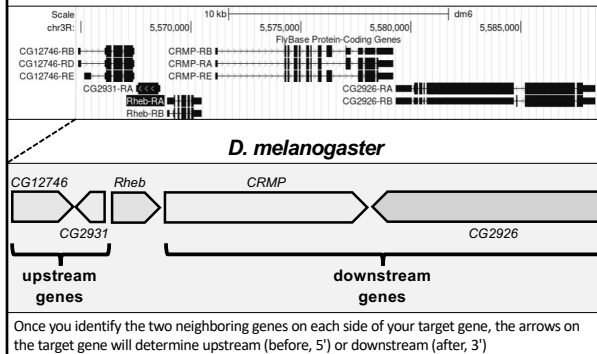 Scale 10 kb dm6
chr3R: 5,570,000 5,575,000 5,580,000 5,585,000
FlyBase Protein-Coding Genes
CG12746-RB CRMP-RB
CG12746-RD CRMP-RA
CG12746-RE CRMP-RE
CG2931-RA <<< CG2926-RA
Rheb-RA CG2926-RB
Rheb-RB
D. melanogaster
CG12746 Rheb CRMP
CG2931 CG2926
upstream downstream
genes genes
Once you identify the two neighboring genes on each side of your target gene, the arrows on
the target gene will determine upstream (before, 5') or downstream (after, 3')